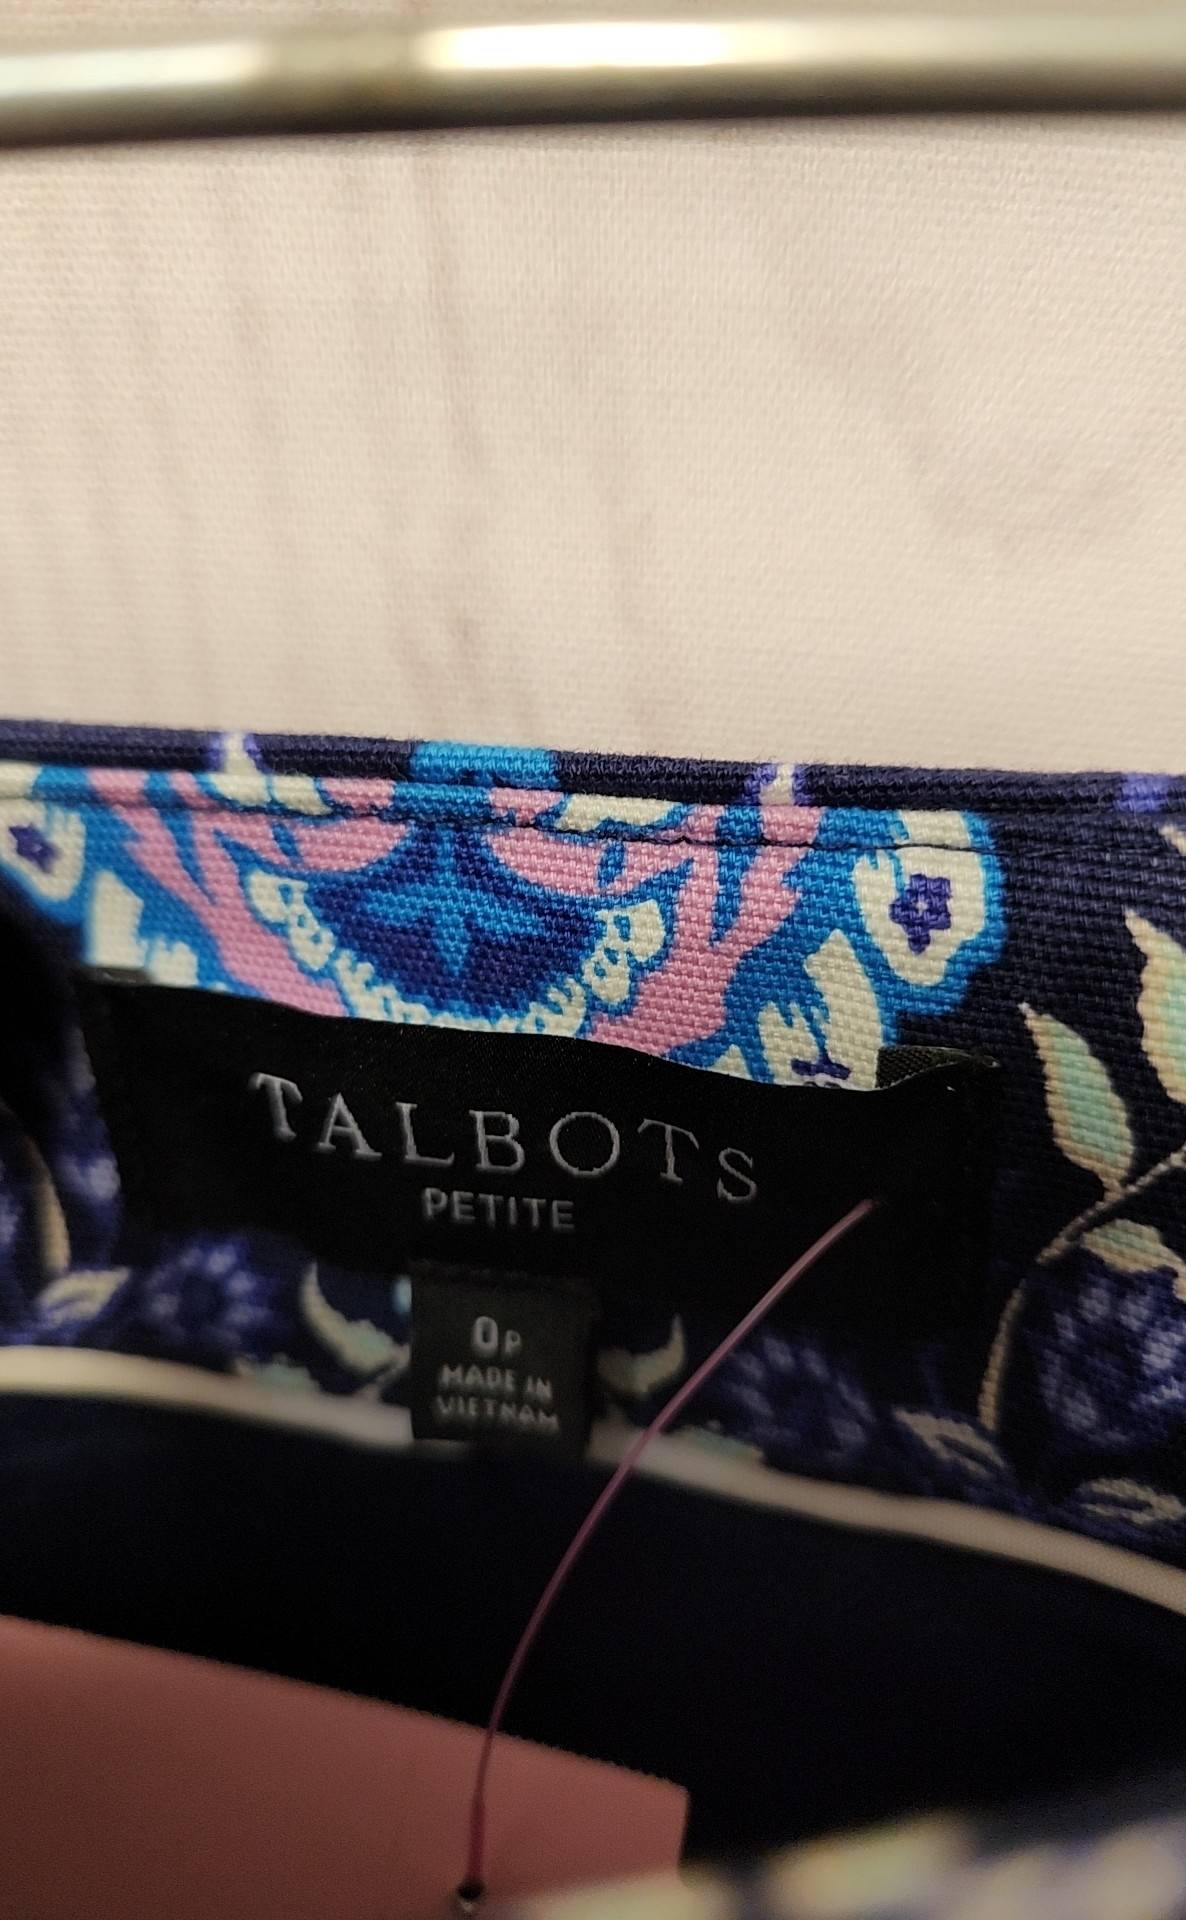 TALBOTS
PETITE
0P
MADE IN
VIETNAM